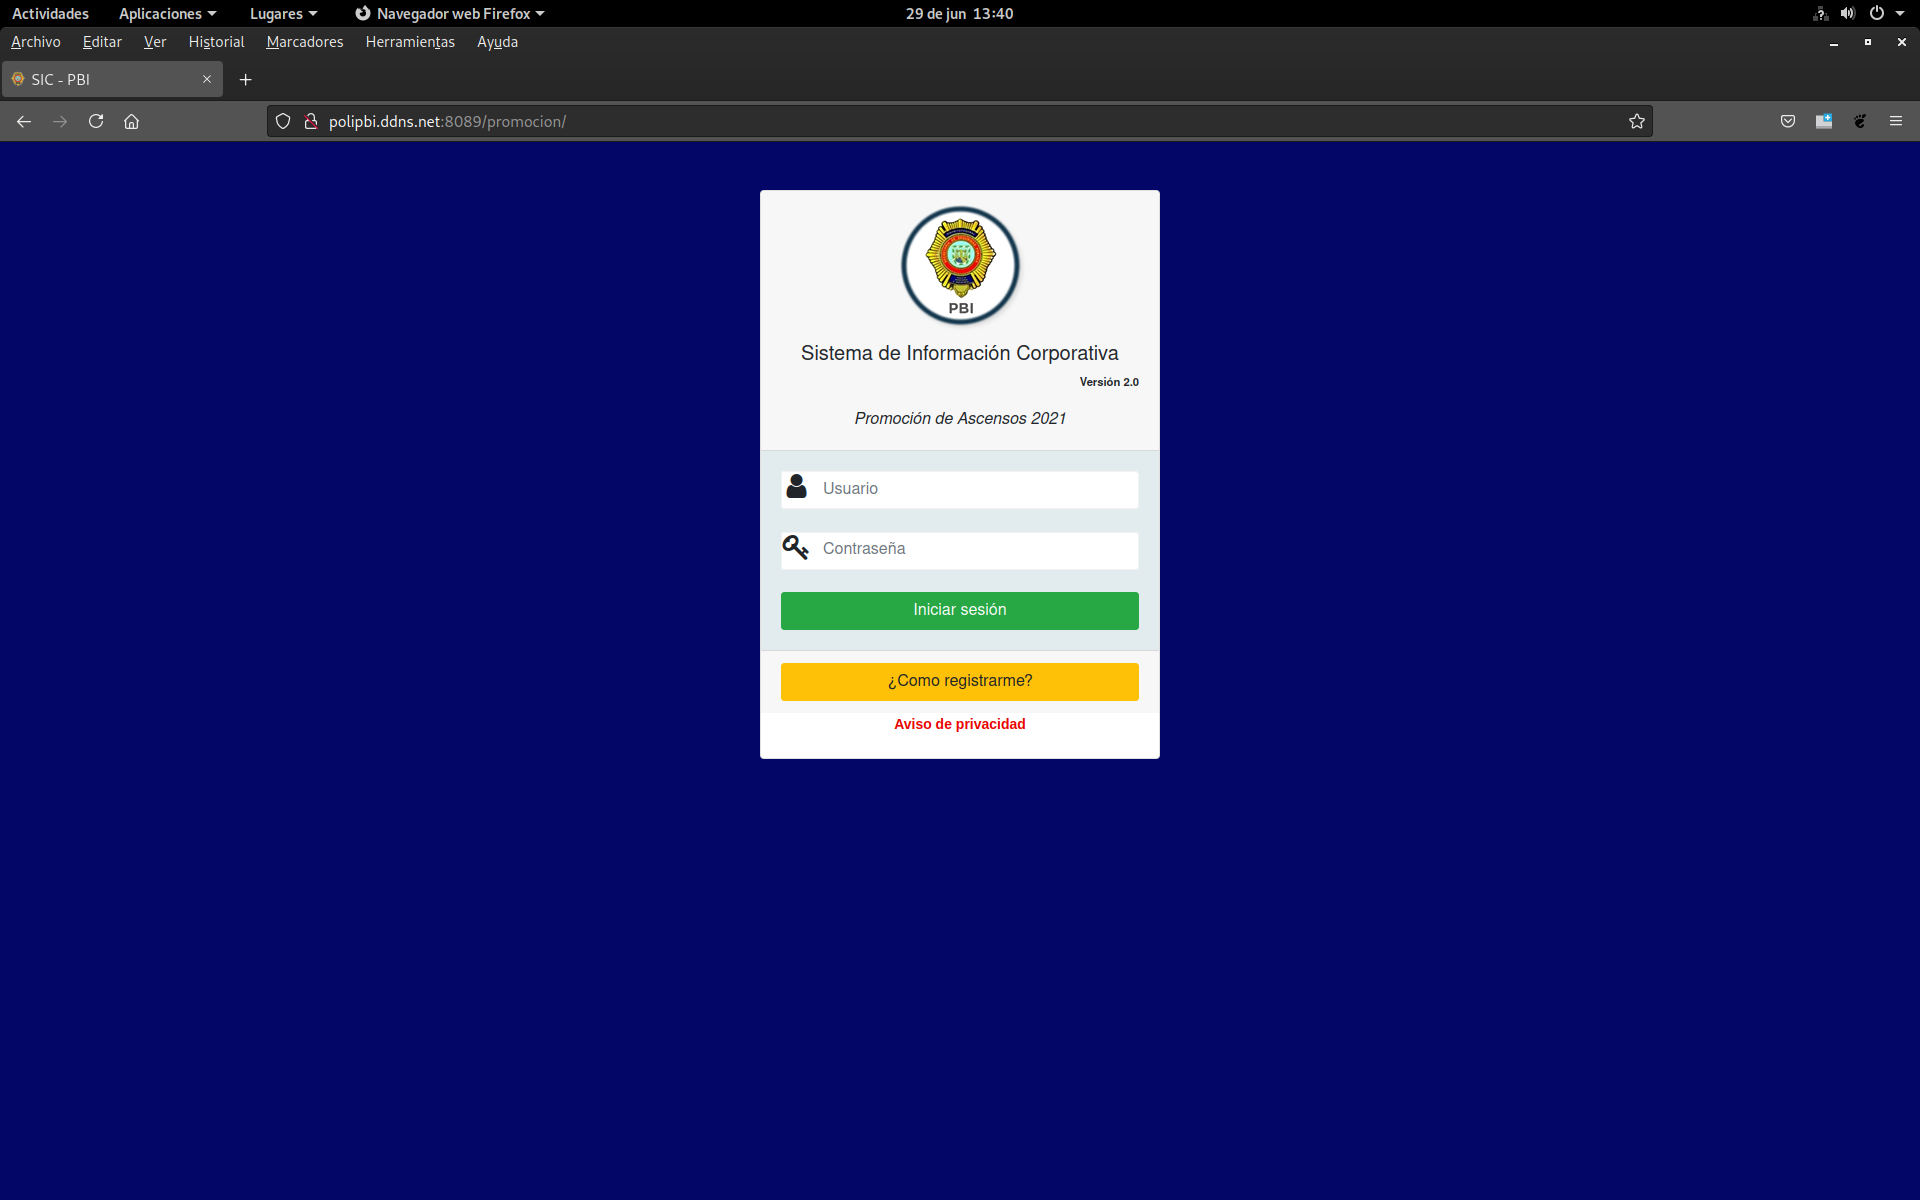 Actividades Aplicaciones Lugares Navegador web Firefox 29 de jun 13:40
Archivo Editar Ver Historial Marcadores Herramientas Ayuda
SIC - PBI
polipbi.ddns.net:8089/promocion/
PBI
Sistema de Información Corporativa
Versión 2.0
Promoción de Ascensos 2021
Usuario
Contraseña
Iniciar sesión
¿Como registrarme?
Aviso de privacidad